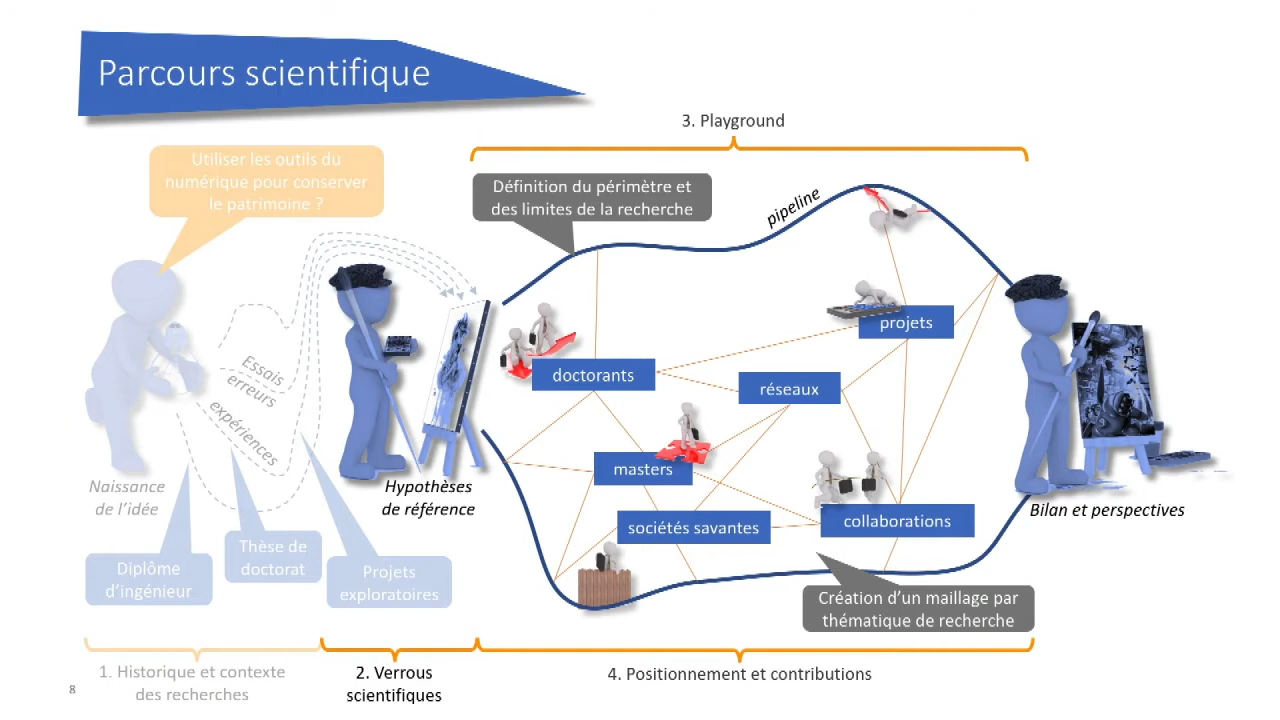 Parcours scientifique
3. Playground
Utiliser les outils du
numérique pour conserver
le patrimoine ?
Définition du périmètre et
des limites de la recherche
pipeline
projets
doctorants
réseaux
Essais
erreurs
expériences
masters
Naissance
de l’idée
Hypothèses
de référence
sociétés savantes
collaborations
Bilan et perspectives
Thèse de
doctorat
Diplôme
d’ingénieur
Projets
exploratoires
Création d’un maillage par
thématique de recherche
1. Historique et contexte
des recherches
2. Verrous
scientifiques
4. Positionnement et contributions
8